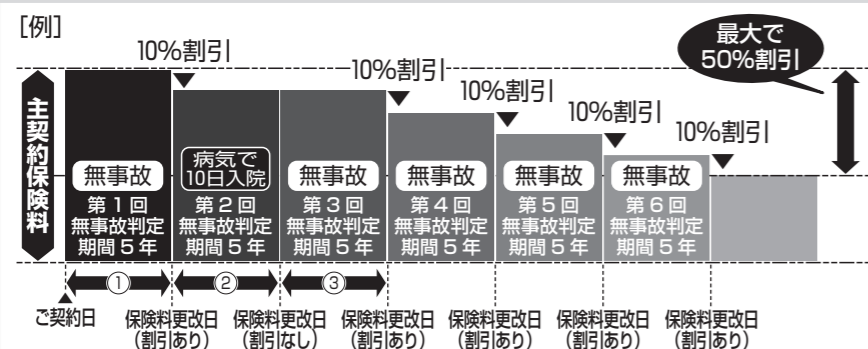 [例]
最大で
50%割引
10%割引
10%割引
10%割引
10%割引
10%割引
主契約保険料
無事故
病気で
10日入院
無事故
無事故
無事故
無事故
第1回
無事故判定
期間5年
第2回
無事故判定
期間5年
第3回
無事故判定
期間5年
第4回
無事故判定
期間5年
第5回
無事故判定
期間5年
第6回
無事故判定
期間5年
①
②
③
ご契約日
保険料更改日
(割引あり)
保険料更改日
(割引なし)
保険料更改日
(割引あり)
保険料更改日
(割引あり)
保険料更改日
(割引あり)
保険料更改日
(割引あり)